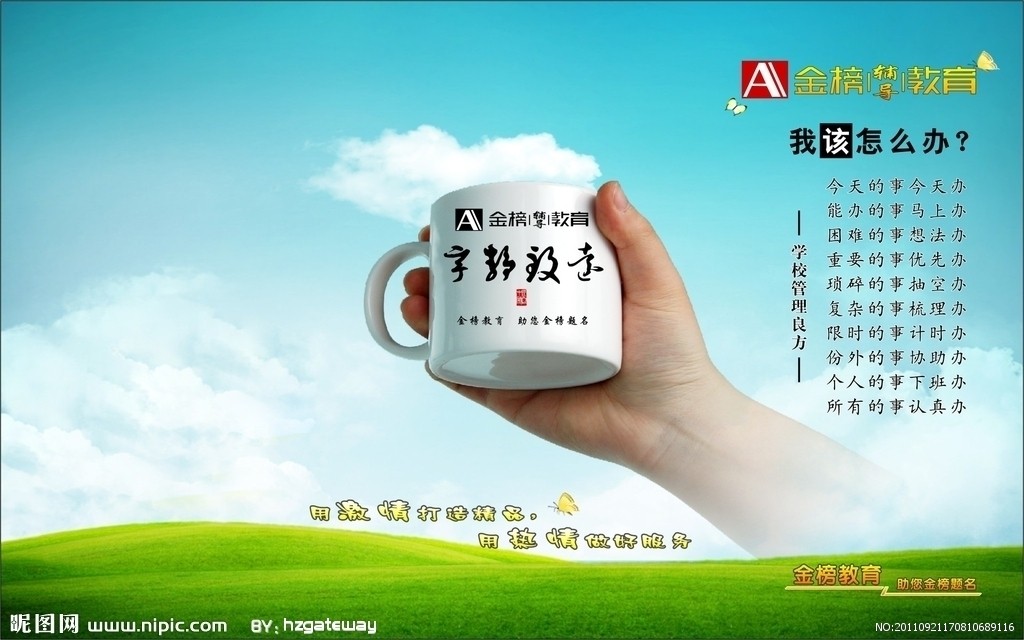 金榜辅导教育
我该怎么办？
今天的事今天办
能办的事马上办
困难的事想法办
重要的事优先办
琐碎的事抽空办
复杂的事梳理办
限时的事计时办
份外的事协助办
个人的事下班办
所有的事认真办
学校管理良方
金榜辅导教育
宁静致远
金榜教育 助您金榜题名
用激情打造精品，
用热情做好服务
金榜教育 助您金榜题名
昵图网 www.nipic.com BY: hzgateway
NO:20110921170810689116